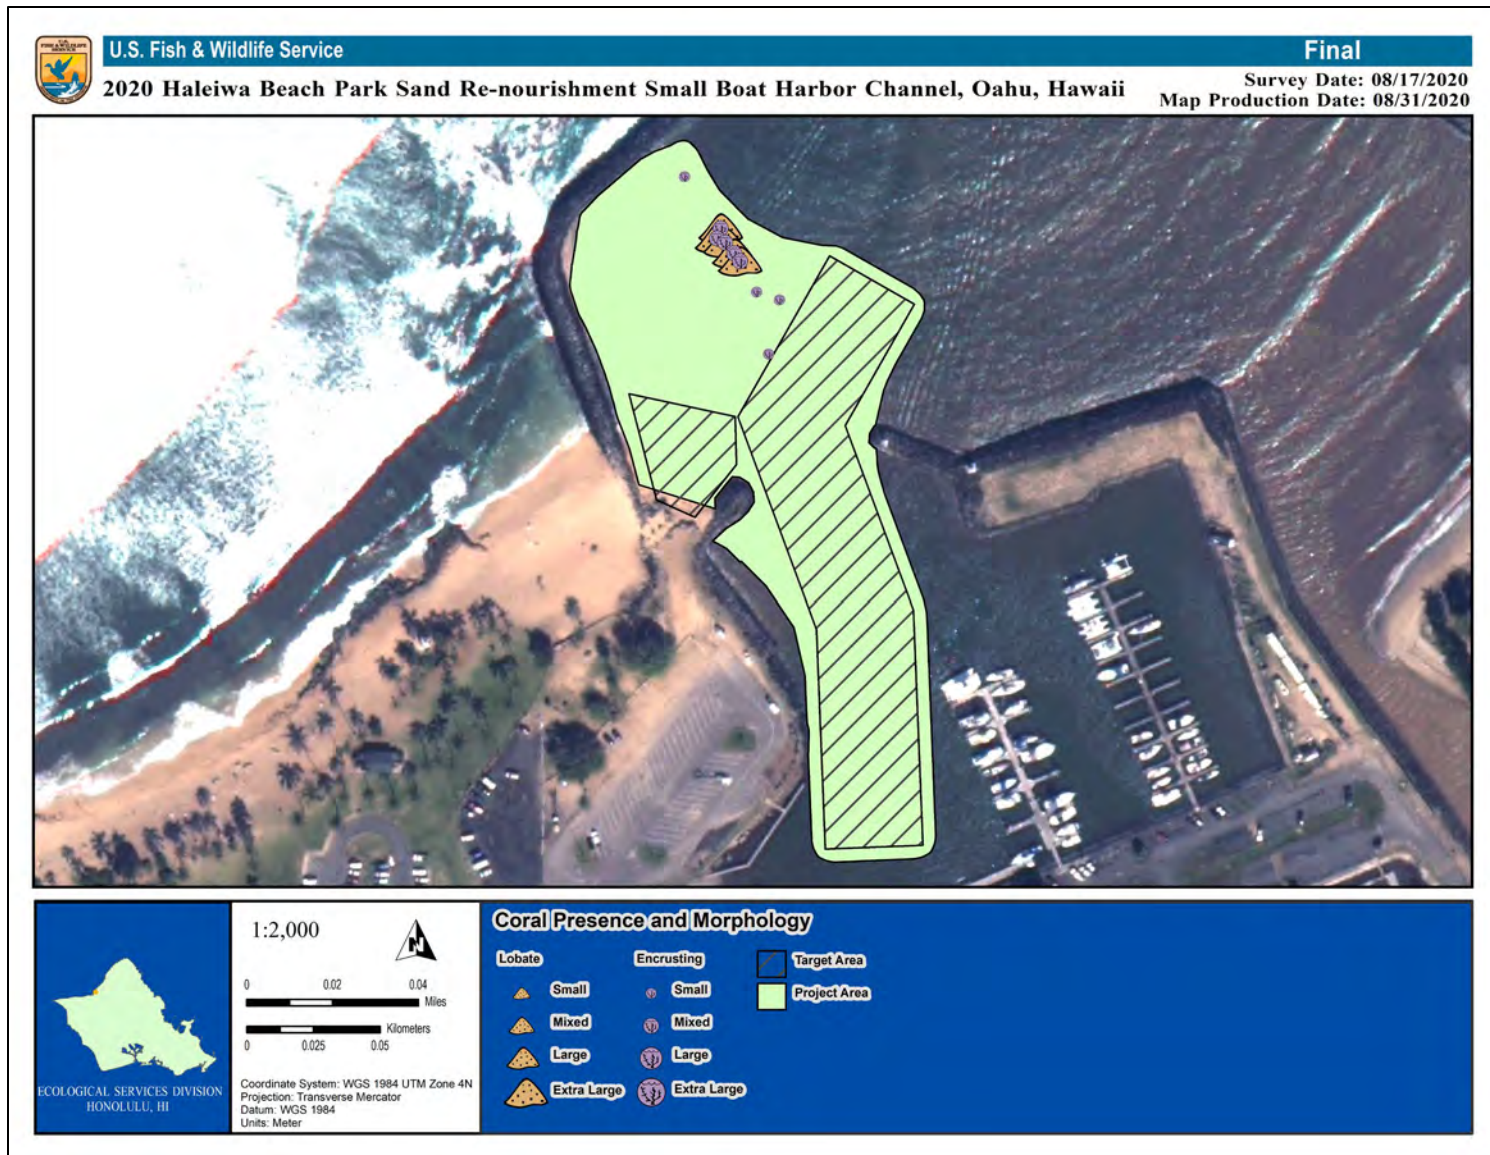 U.S.
FISH & WILDLIFE
SERVICE
U.S. Fish & Wildlife Service
Final
2020 Haleiwa Beach Park Sand Re-nourishment Small Boat Harbor Channel, Oahu, Hawaii
Survey Date: 08/17/2020
Map Production Date: 08/31/2020
ECOLOGICAL SERVICES DIVISION
HONOLULU, HI
1:2,000
N
0 0.02 0.04
Miles
Kilometers
0 0.025 0.05
Coordinate System: WGS 1984 UTM Zone 4N
Projection: Transverse Mercator
Datum: WGS 1984
Units: Meter
Coral Presence and Morphology
Lobate
Small
Mixed
Large
Extra Large
Encrusting
Small
Mixed
Large
Extra Large
Target Area
Project Area